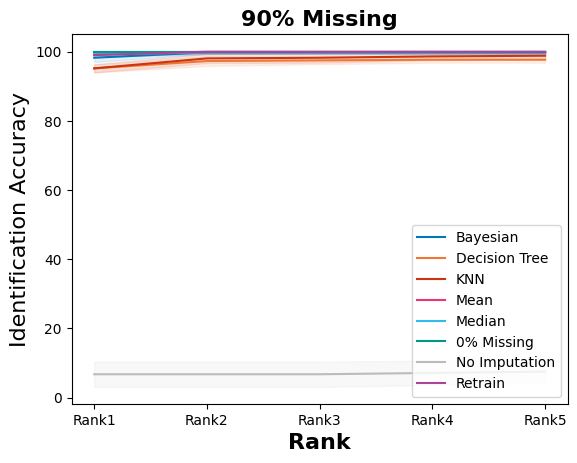 90% Missing
Identification Accuracy
100
80
60
40
20
0
Bayesian
Decision Tree
KNN
Mean
Median
0% Missing
No Imputation
Retrain
Rank1 Rank2 Rank3 Rank4 Rank5
Rank